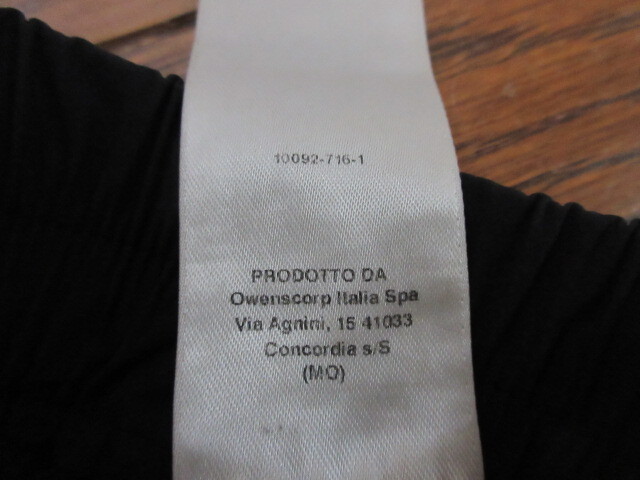 10092-716-1
PRODOTTO DA
Owenscorp Italia Spa
Via Agnini, 15 41033
Concordia s/S
(MO)